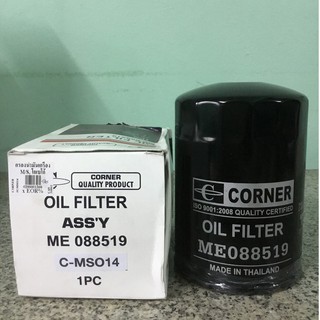 CORNER
QUALITY PRODUCT
OIL FILTER
ASS'Y
ME 088519
C-MSO14
1PC
CORNER
ISO 9001:2008 QUALITY CERTIFIED
OIL FILTER
ME088519
MADE IN THAILAND